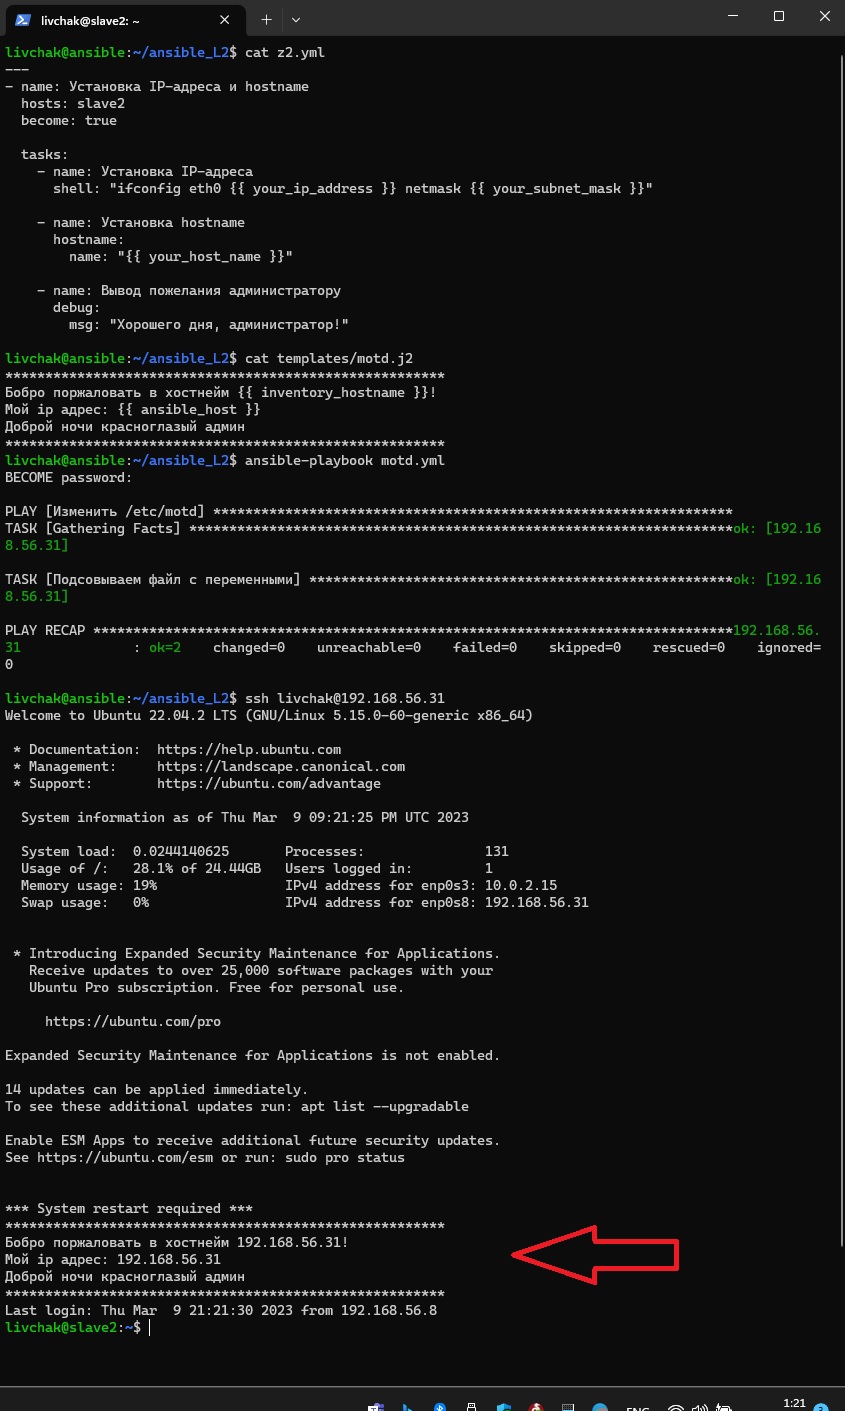 livchak@slave2: ~
livchak@ansible:~/ansible_L2$ cat z2.yml
---
- name: Установка IP-адреса и hostname
  hosts: slave2
  become: true
  tasks:
    - name: Установка IP-адреса
      shell: "ifconfig eth0 {{ your_ip_address }} netmask {{ your_subnet_mask }}"
    - name: Установка hostname
      hostname:
        name: "{{ your_host_name }}"
    - name: Вывод пожелания администратору
      debug:
        msg: "Хорошего дня, администратор!"
livchak@ansible:~/ansible_L2$ cat templates/motd.j2
*******************************************************
Бобро поржаловать в хостнейм {{ inventory_hostname }}!
Мой ip адрес: {{ ansible_host }}
Доброй ночи красноглазый админ
*******************************************************
livchak@ansible:~/ansible_L2$ ansible-playbook motd.yml
BECOME password:
PLAY [Изменить /etc/motd] *****************************************************************
TASK [Gathering Facts] ********************************************************************ok: [192.16
8.56.31]
TASK [Подсовываем файл с переменными] *****************************************************ok: [192.16
8.56.31]
PLAY RECAP ********************************************************************************192.168.56.
31              : ok=2    changed=0    unreachable=0    failed=0    skipped=0    rescued=0    ignored=
0
livchak@ansible:~/ansible_L2$ ssh livchak@192.168.56.31
Welcome to Ubuntu 22.04.2 LTS (GNU/Linux 5.15.0-60-generic x86_64)
 * Documentation:  https://help.ubuntu.com
 * Management:     https://landscape.canonical.com
 * Support:        https://ubuntu.com/advantage
  System information as of Thu Mar  9 09:21:25 PM UTC 2023
  System load:  0.0244140625       Processes:               131
  Usage of /:   28.1% of 24.44GB   Users logged in:         1
  Memory usage: 19%                IPv4 address for enp0s3: 10.0.2.15
  Swap usage:   0%                 IPv4 address for enp0s8: 192.168.56.31
 * Introducing Expanded Security Maintenance for Applications.
   Receive updates to over 25,000 software packages with your
   Ubuntu Pro subscription. Free for personal use.
     https://ubuntu.com/pro
Expanded Security Maintenance for Applications is not enabled.
14 updates can be applied immediately.
To see these additional updates run: apt list --upgradable
Enable ESM Apps to receive additional future security updates.
See https://ubuntu.com/esm or run: sudo pro status
*** System restart required ***
*******************************************************
Бобро поржаловать в хостнейм 192.168.56.31!
Мой ip адрес: 192.168.56.31
Доброй ночи красноглазый админ
*******************************************************
Last login: Thu Mar  9 21:21:30 2023 from 192.168.56.8
livchak@slave2:~$
ENG 1:21